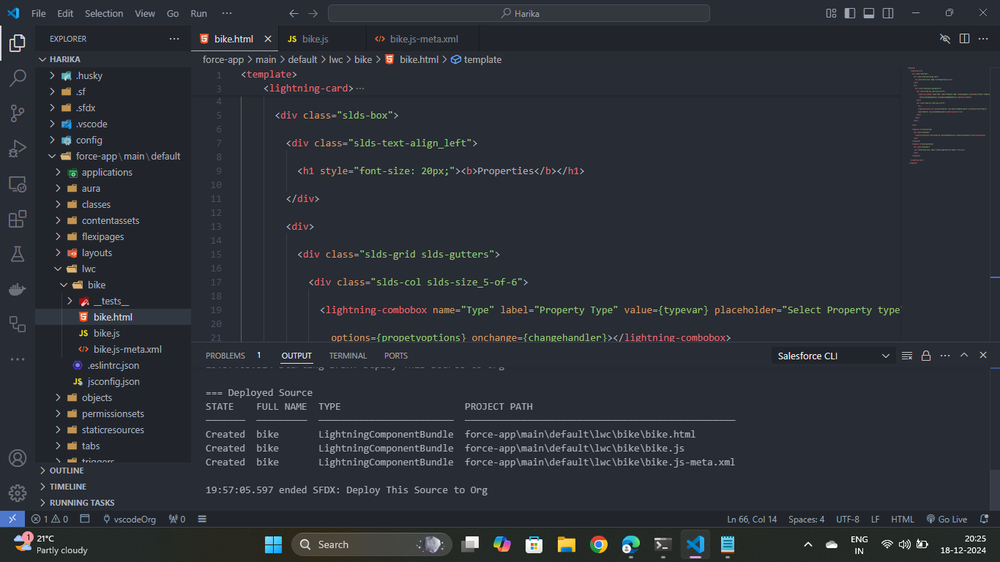 File Edit Selection View Go Run ···
Harika
EXPLORER ···
HARIKA
.husky
.sf
.sfdx
.vscode
config
force-app\main\default
applications
aura
classes
contentassets
flexipages
layouts
lwc
bike
__tests__
bike.html
JS bike.js
bike.js-meta.xml
.eslintrc.json
JS jsconfig.json
objects
permissionsets
staticresources
tabs
triggers
OUTLINE
TIMELINE
RUNNING TASKS
bike.html
JS bike.js
bike.js-meta.xml
force-app > main > default > lwc > bike > bike.html > template
1 <template>
3 <lightning-card>···
4
5 <div class="slds-box">
6
7 <div class="slds-text-align_left">
8
9 <h1 style="font-size: 20px;"><b>Properties</b></h1>
10
11 </div>
12
13 <div>
14
15 <div class="slds-grid slds-gutters">
16
17 <div class="slds-col slds-size_5-of-6">
18
19 <lightning-combobox name="Type" label="Property Type" value={typevar} placeholder="Select Property type
20
21 options={propetyoptions} onchange={changehandler}></lightning-combobox>
PROBLEMS 1 OUTPUT TERMINAL PORTS
Salesforce CLI
=== Deployed Source
STATE FULL NAME TYPE PROJECT PATH
Created bike LightningComponentBundle force-app\main\default\lwc\bike\bike.html
Created bike LightningComponentBundle force-app\main\default\lwc\bike\bike.js
Created bike LightningComponentBundle force-app\main\default\lwc\bike\bike.js-meta.xml
19:57:05.597 ended SFDX: Deploy This Source to Org
1 0 vscodeOrg 0
Ln 66, Col 14 Spaces: 4 UTF-8 LF HTML Go Live
1
21°C
Partly cloudy
Search
ENG
IN
20:25
18-12-2024